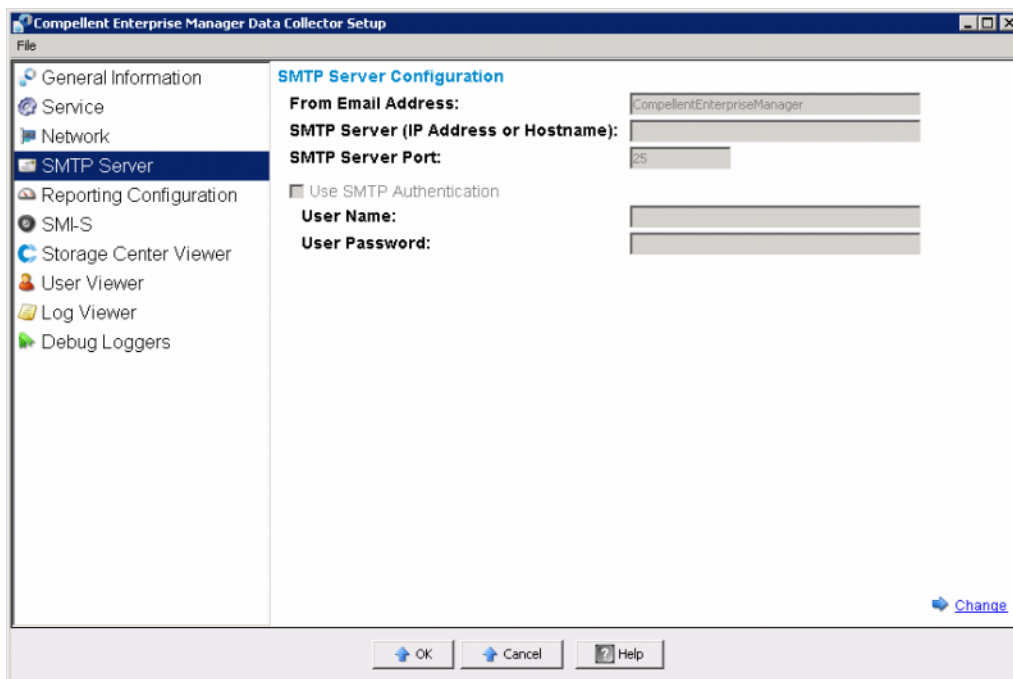 Compellent Enterprise Manager Data Collector Setup
File
General Information
Service
Network
SMTP Server
Reporting Configuration
SMI-S
Storage Center Viewer
User Viewer
Log Viewer
Debug Loggers
SMTP Server Configuration
From Email Address: CompellentEnterpriseManager
SMTP Server (IP Address or Hostname):
SMTP Server Port: 25
Use SMTP Authentication
User Name:
User Password:
Change
OK Cancel ? Help